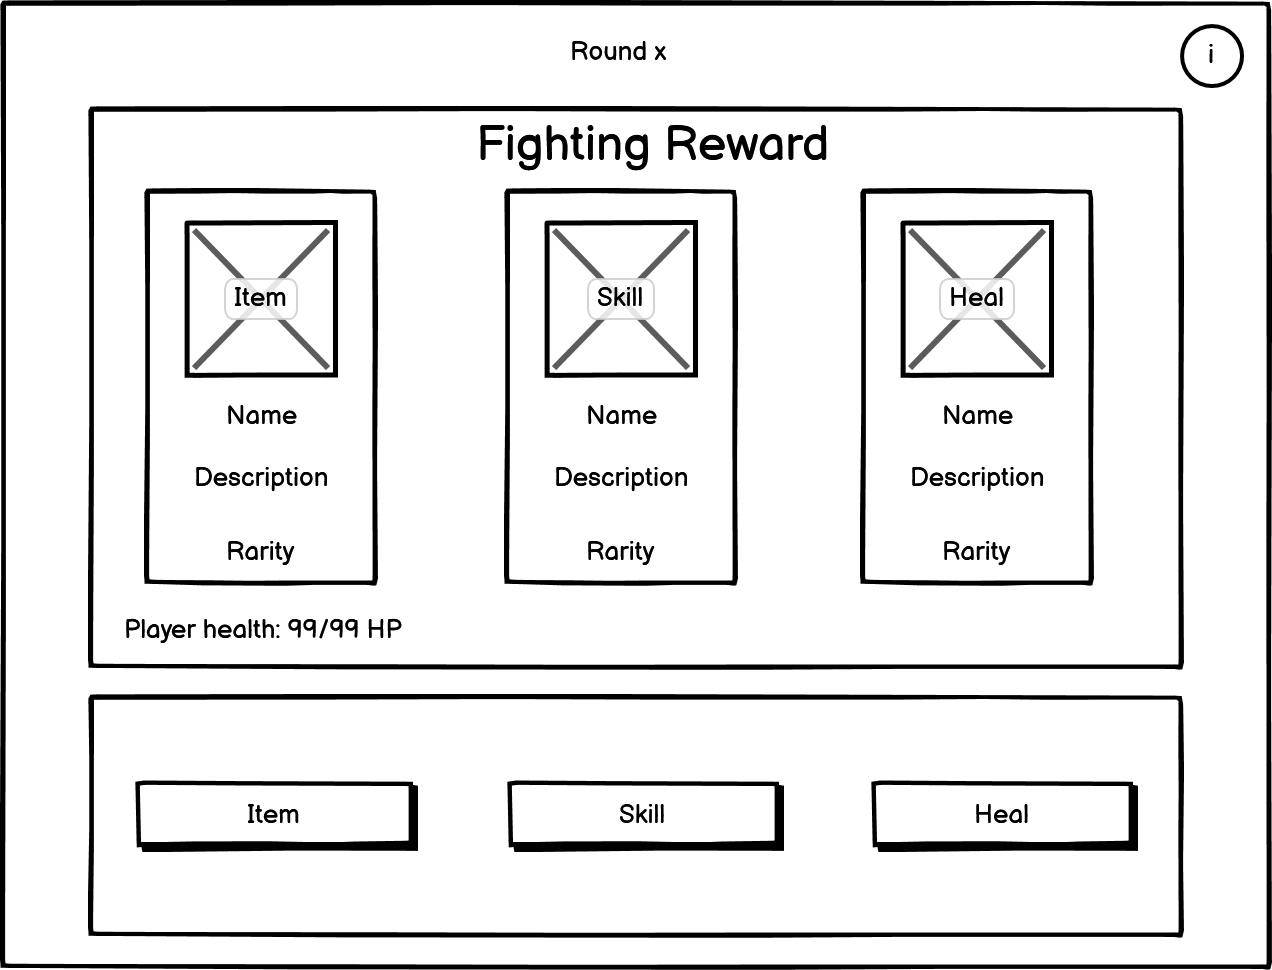 Round x
i
Fighting Reward
Item
Skill
Heal
Name
Name
Name
Description
Description
Description
Rarity
Rarity
Rarity
Player health: 99/99 HP
Item
Skill
Heal